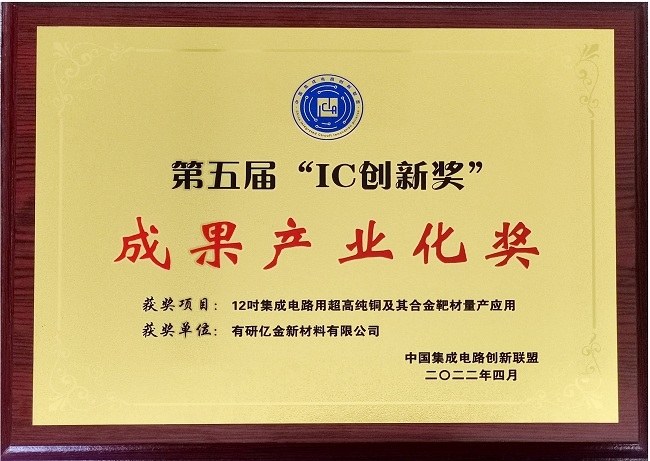 第五届“IC创新奖”
成果产业化奖
获奖项目：12吋集成电路用超高纯铜及其合金靶材量产应用
获奖单位：有研亿金新材料有限公司
中国集成电路创新联盟
二〇二二年四月